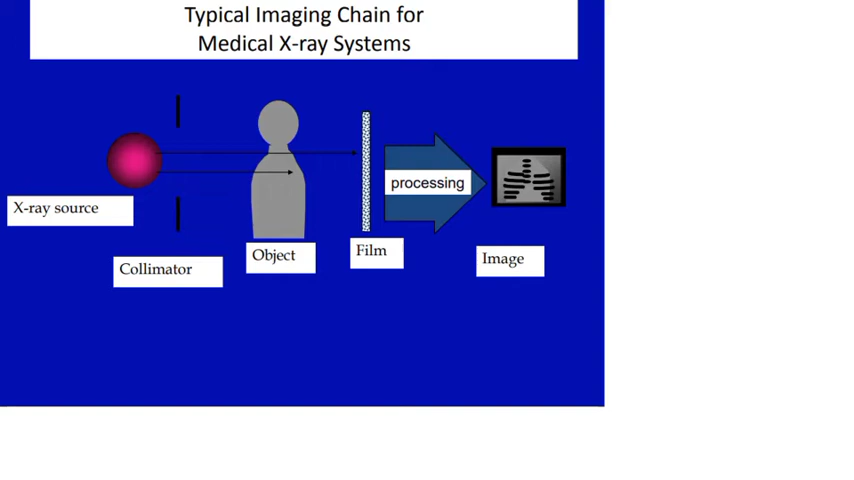 Typical Imaging Chain for
Medical X-ray Systems
processing
X-ray source
Object
Film
Image
Collimator